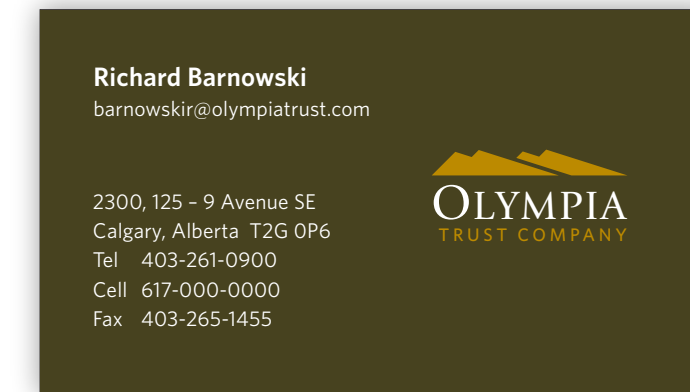 Richard Barnowski
barnowskir@olympiatrust.com
2300, 125 – 9 Avenue SE
Calgary, Alberta T2G 0P6
Tel 403-261-0900
Cell 617-000-0000
Fax 403-265-1455
OLYMPIA
TRUST COMPANY